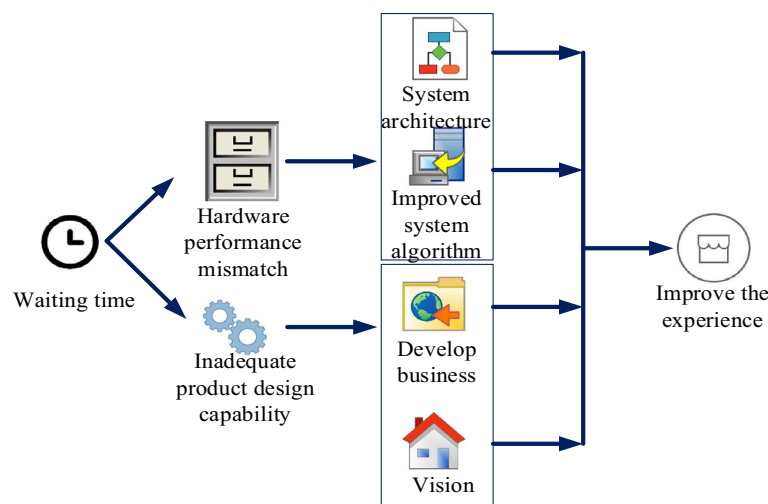 Waiting time
Hardware
performance
mismatch
Inadequate
product design
capability
System
architecture
Improved
system
algorithm
Develop
business
Vision
Improve the
experience